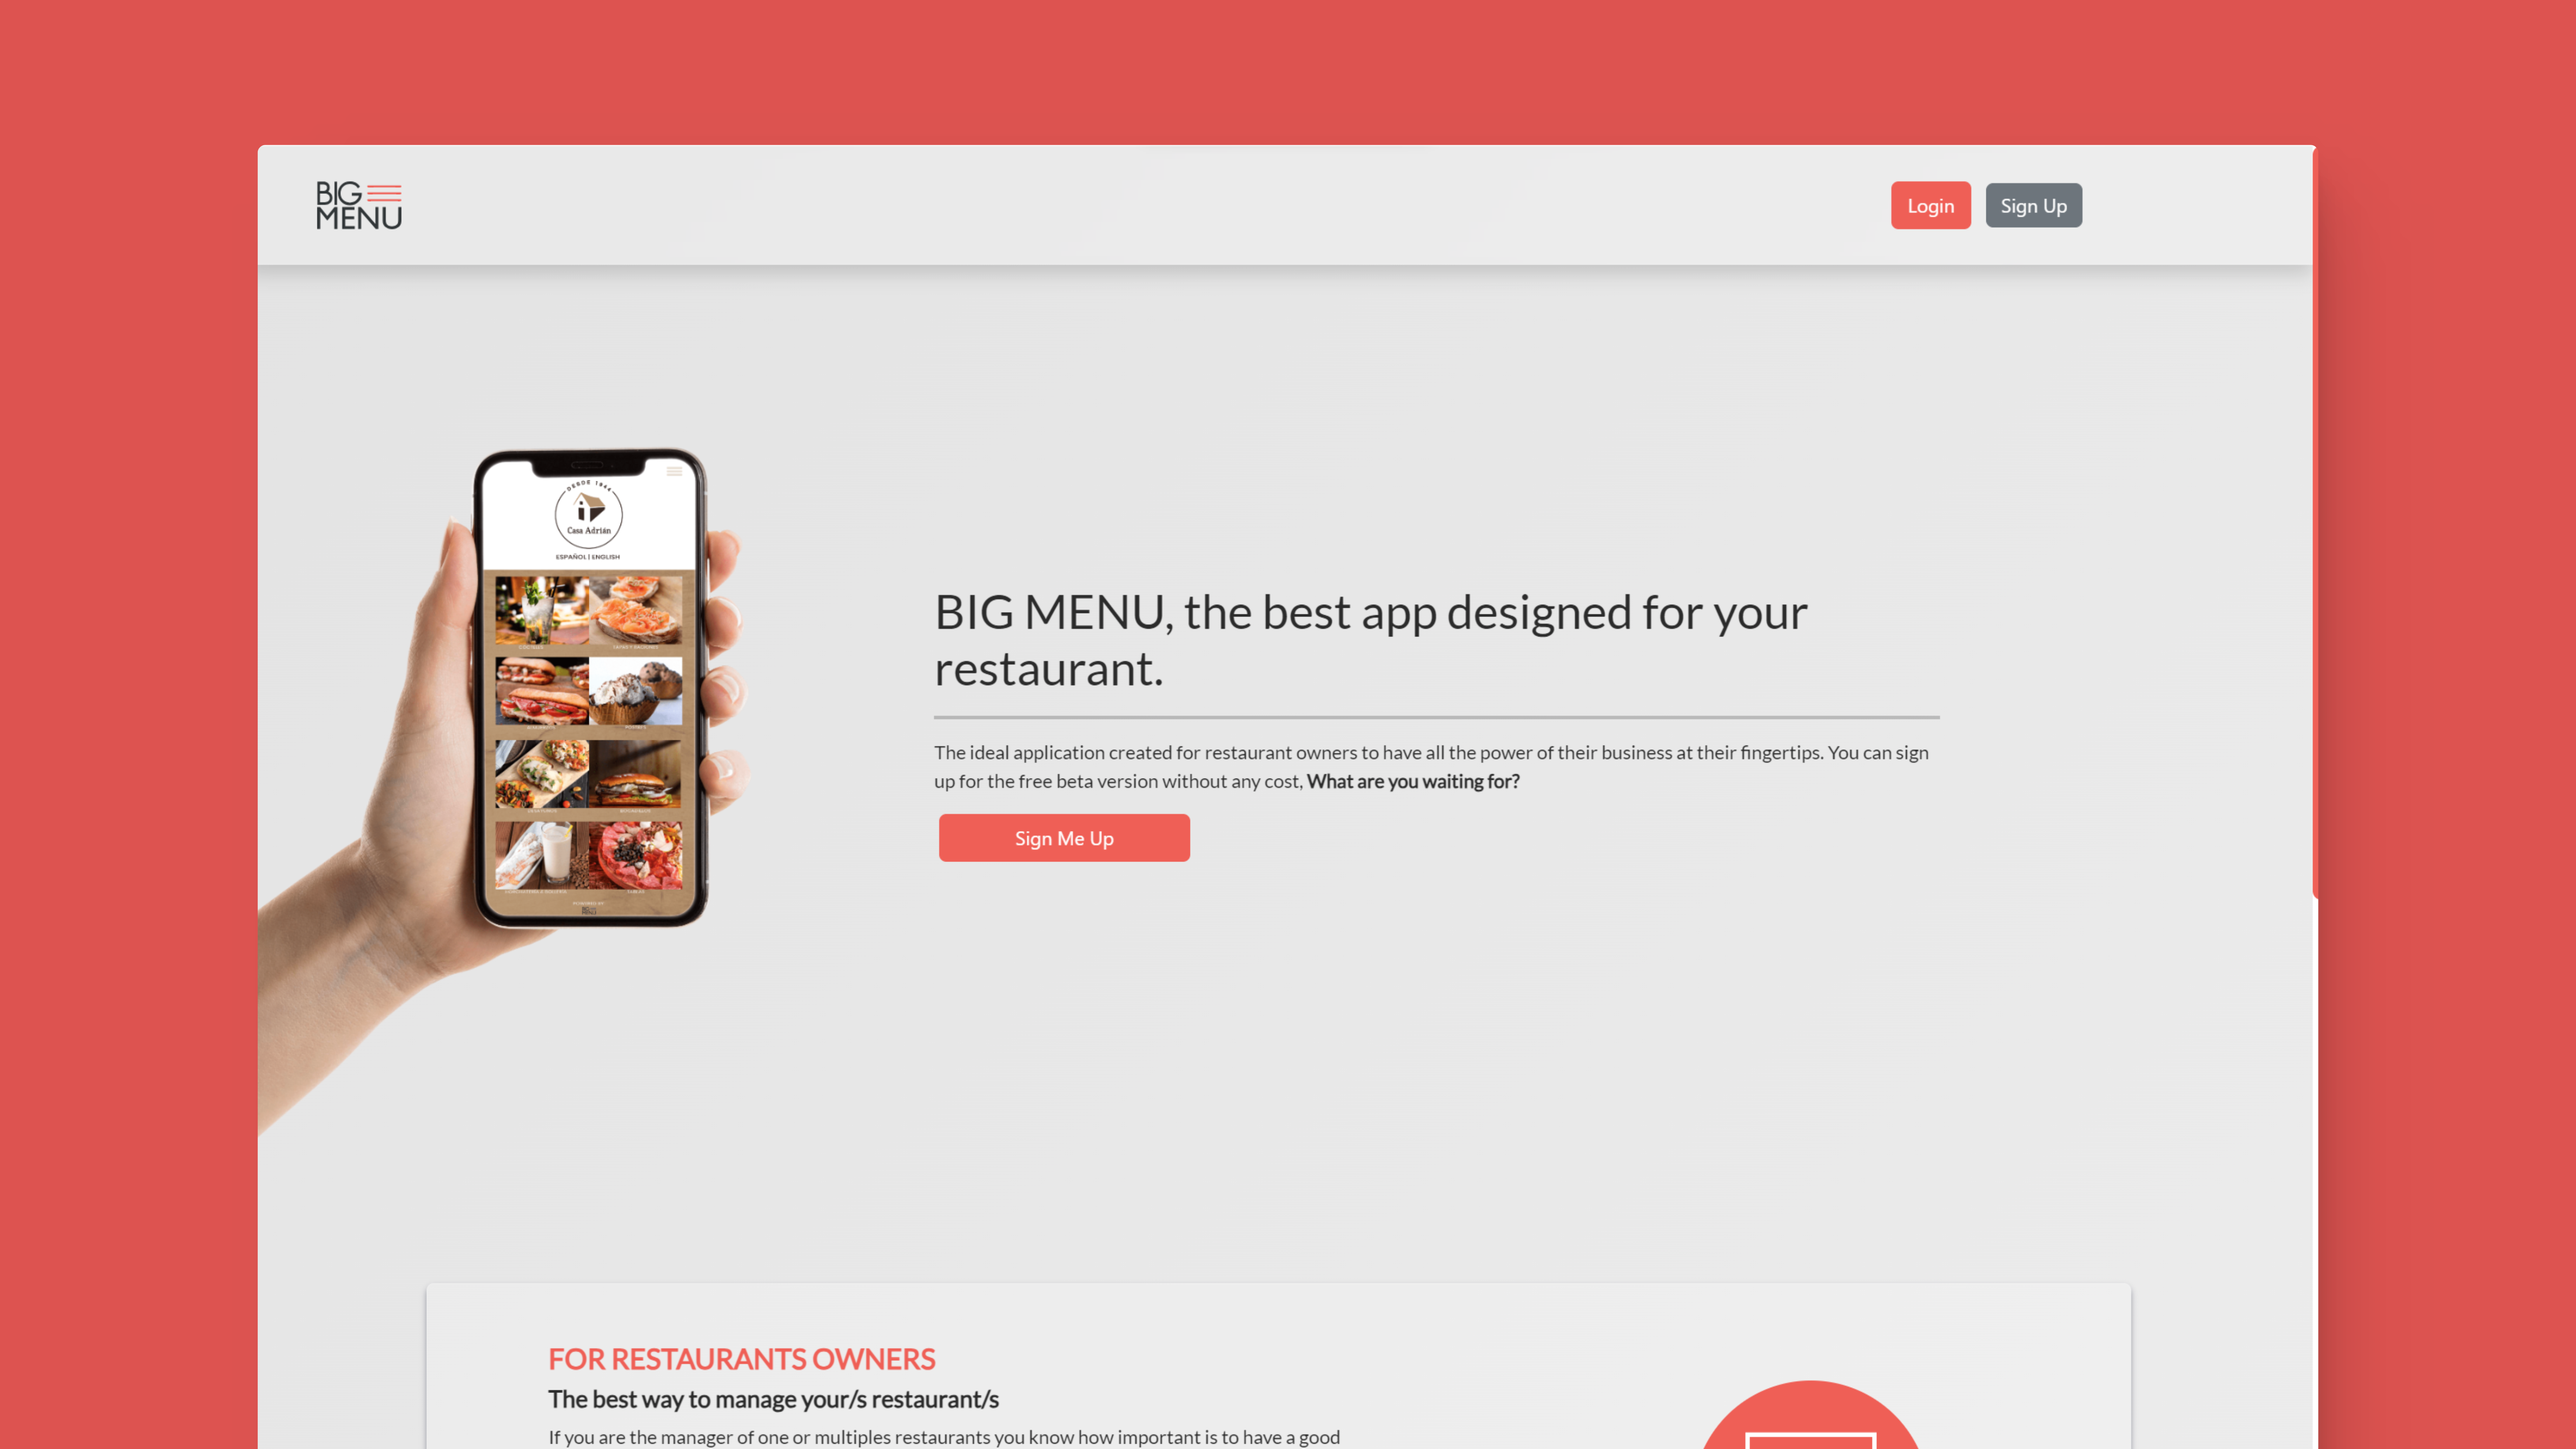 BIG
MENU
Login
Sign Up
DESDE 1944
Casa Adrián
ESPAÑOL | ENGLISH
BIG MENU, the best app designed for your
restaurant.
The ideal application created for restaurant owners to have all the power of their business at their fingertips. You can sign
up for the free beta version without any cost, What are you waiting for?
Sign Me Up
FOR RESTAURANTS OWNERS
The best way to manage your/s restaurant/s
If you are the manager of one or multiples restaurants you know how important is to have a good